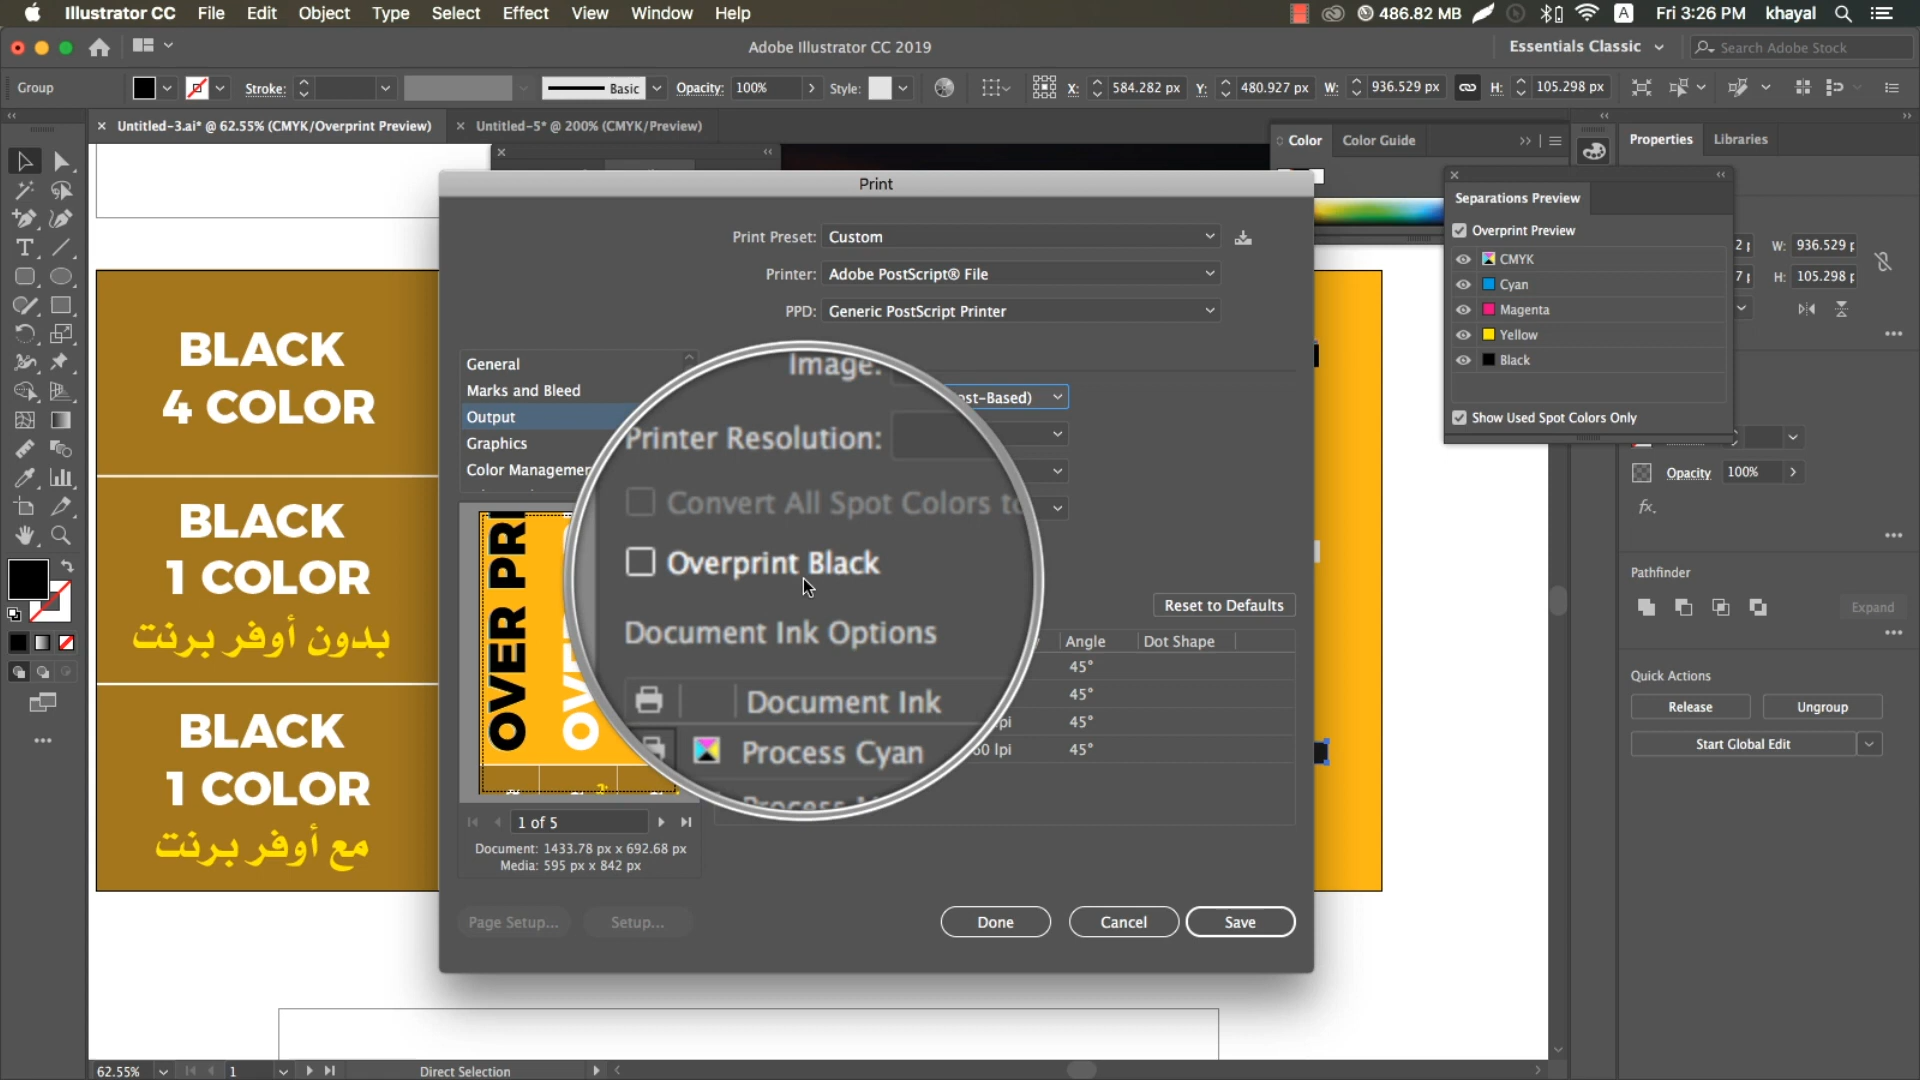 Illustrator CC File Edit Object Type Select Effect View Window Help 486.82 MB A Fri 3:26 PM khayal
Adobe Illustrator CC 2019 Essentials Classic Search Adobe Stock
Group Stroke: Basic Opacity: 100% Style: X: 584.282 px Y: 480.927 px W: 936.529 px H: 105.298 px
Untitled-3.ai* @ 62.55% (CMYK/Overprint Preview) Untitled-5* @ 200% (CMYK/Preview)
Color Color Guide
Properties Libraries
Print
Separations Preview
Print Preset: Custom
Overprint Preview
W: 936.529
CMYK
Printer: Adobe PostScript® File
H: 105.298
Cyan
PPD: Generic PostScript Printer
Magenta
Yellow
Black
Show Used Spot Colors Only
BLACK
4 COLOR
BLACK
1 COLOR
بدون أوفر برنت
BLACK
1 COLOR
مع أوفر برنت
General
Marks and Bleed
Output
Graphics
Color Managemen
Image:
ost-Based)
Printer Resolution:
Convert All Spot Colors to
Overprint Black
Document Ink Options
Document Ink
Process Cyan
Reset to Defaults
Angle Dot Shape
45°
45°
45°
60 lpi 45°
OVER PRI
1 of 5
Document: 1433.78 px x 692.68 px
Media: 595 px x 842 px
Page Setup... Setup... Done Cancel Save
Opacity 100%
fx.
Pathfinder
Expand
Quick Actions
Release Ungroup
Start Global Edit
62.55% 1 Direct Selection